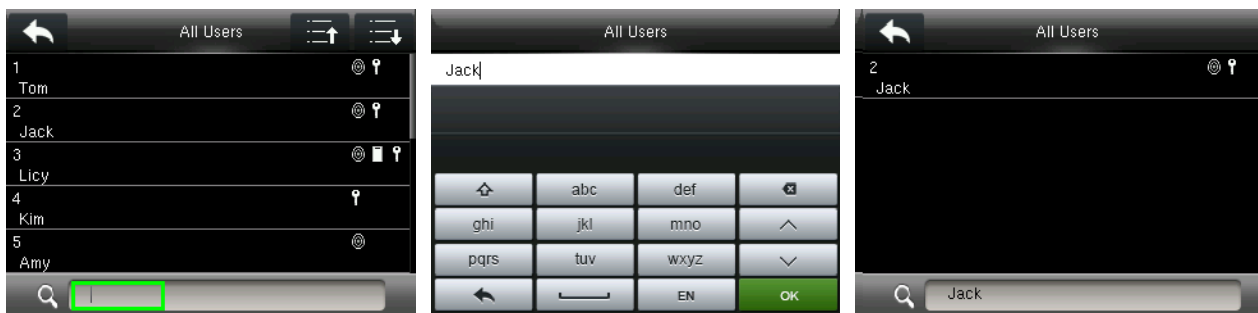 All Users
1
Tom
2
Jack
3
Licy
4
Kim
5
Amy
All Users
Jack
abc def
ghi jkl mno
pqrs tuv wxyz
EN OK
All Users
2
Jack
Jack